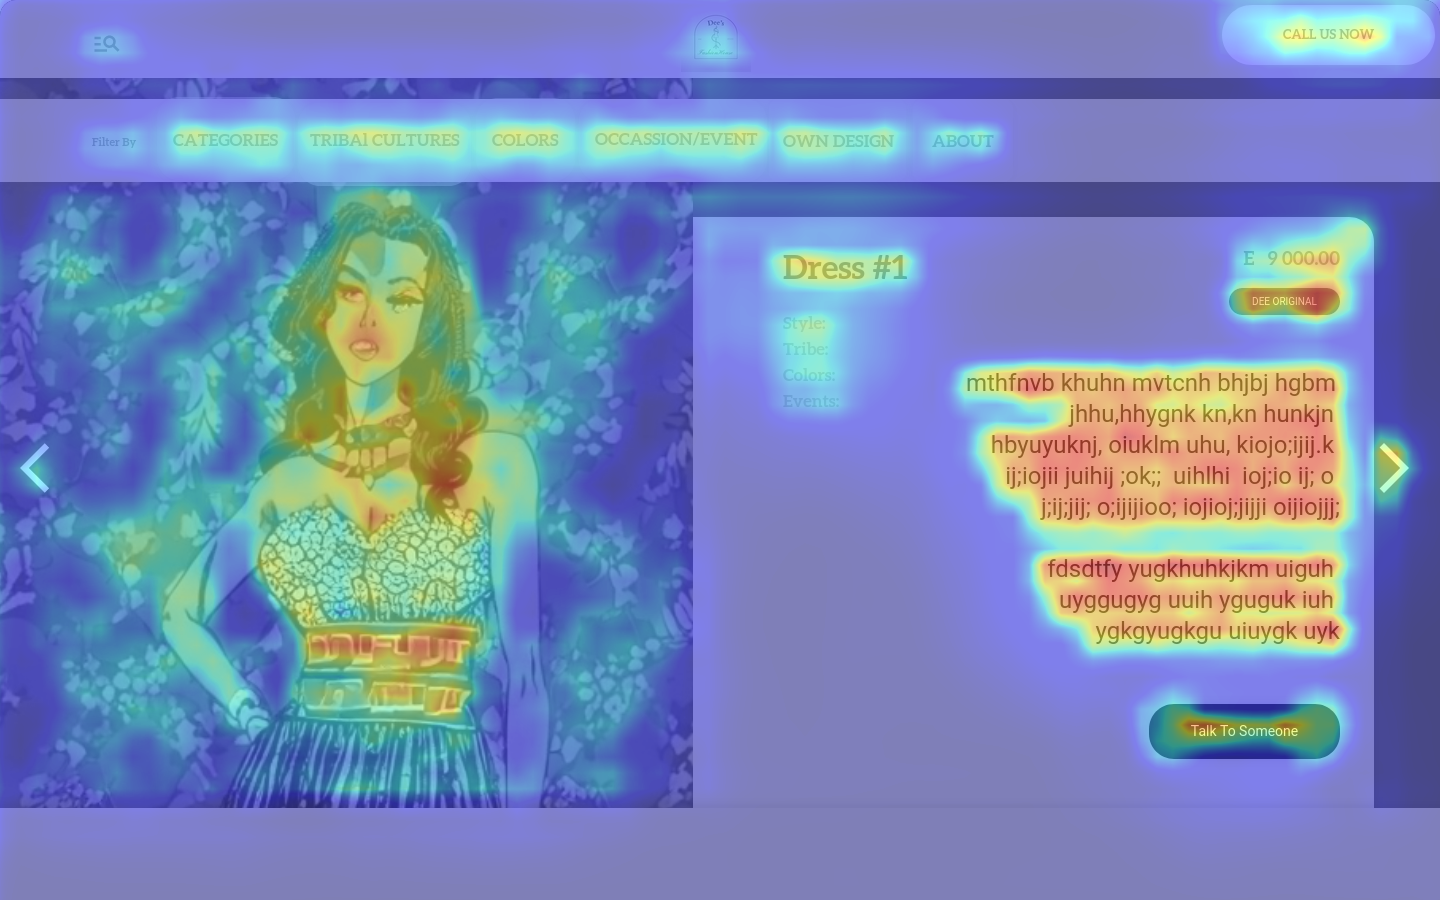 Dee's
CALL US NOW
Filter By CATEGORIES TRIBAl CULTURES COLORS OCCASSION/EVENT OWN DESIGN ABOUT
Dress #1
E 9 000.00
DEE ORIGINAL
Style:
Tribe:
Colors:
Events:
mthfnvb khuhn mvtcnh bhjbj hgbm
jhhu,hhygnk kn,kn hunkjn
hbyuyuknj, oiuklm uhu, kiojo;ijij.k
ij;iojii juihij ;ok;; uihlhi ioj;io ij; o
j;ij;jij; o;ijijioo; iojioj;jijji oijiojjj;
fdsdtfy yugkhuhkjkm uiguh
uyggugyg uuih yguguk iuh
ygkgyugkgu uiuygk uyk
Talk To Someone